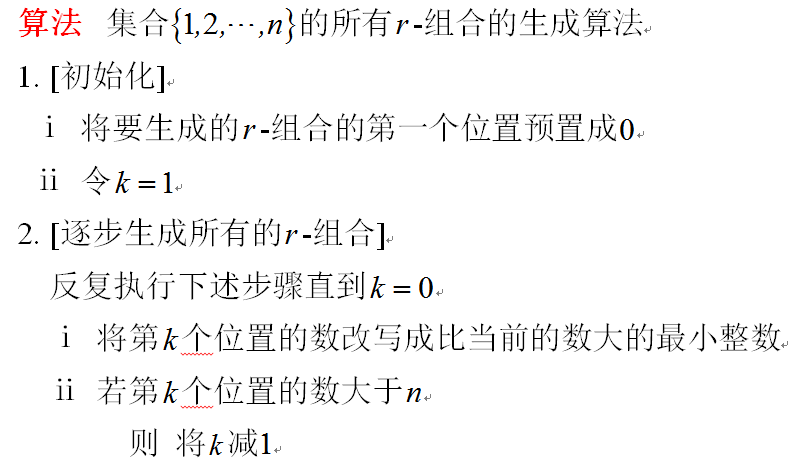 算法 集合{1,2,⋯,n}的所有r-组合的生成算法
1. [初始化]
i 将要生成的r-组合的第一个位置预置成0
ii 令k = 1
2. [逐步生成所有的r-组合]
反复执行下述步骤直到k = 0
i 将第k个位置的数改写成比当前的数大的最小整数
ii 若第k个位置的数大于n
则 将k减1